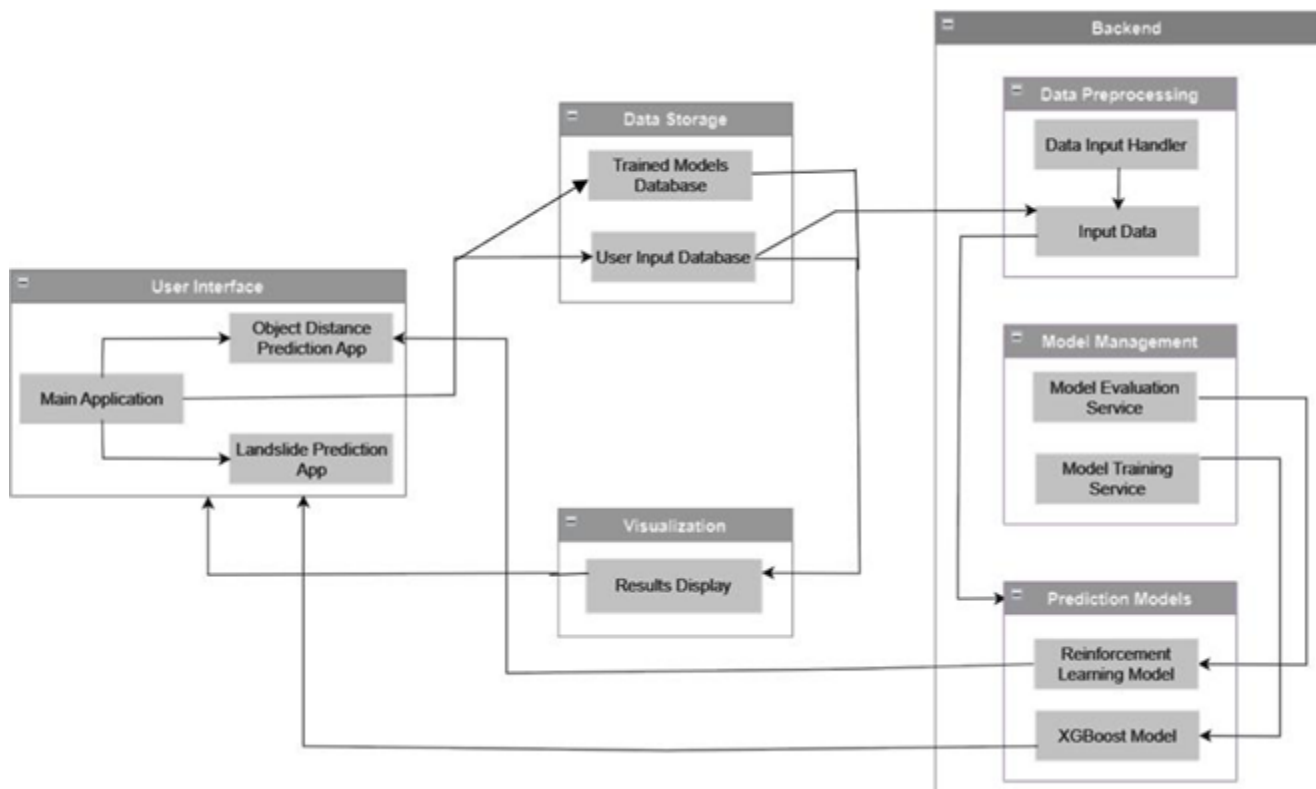 Backend
Data Preprocessing
Data Input Handler
Input Data
Data Storage
Trained Models
Database
User Input Database
User Interface
Object Distance
Prediction App
Main Application
Landslide Prediction
App
Model Management
Model Evaluation
Service
Model Training
Service
Visualization
Results Display
Prediction Models
Reinforcement
Learning Model
XGBoost Model